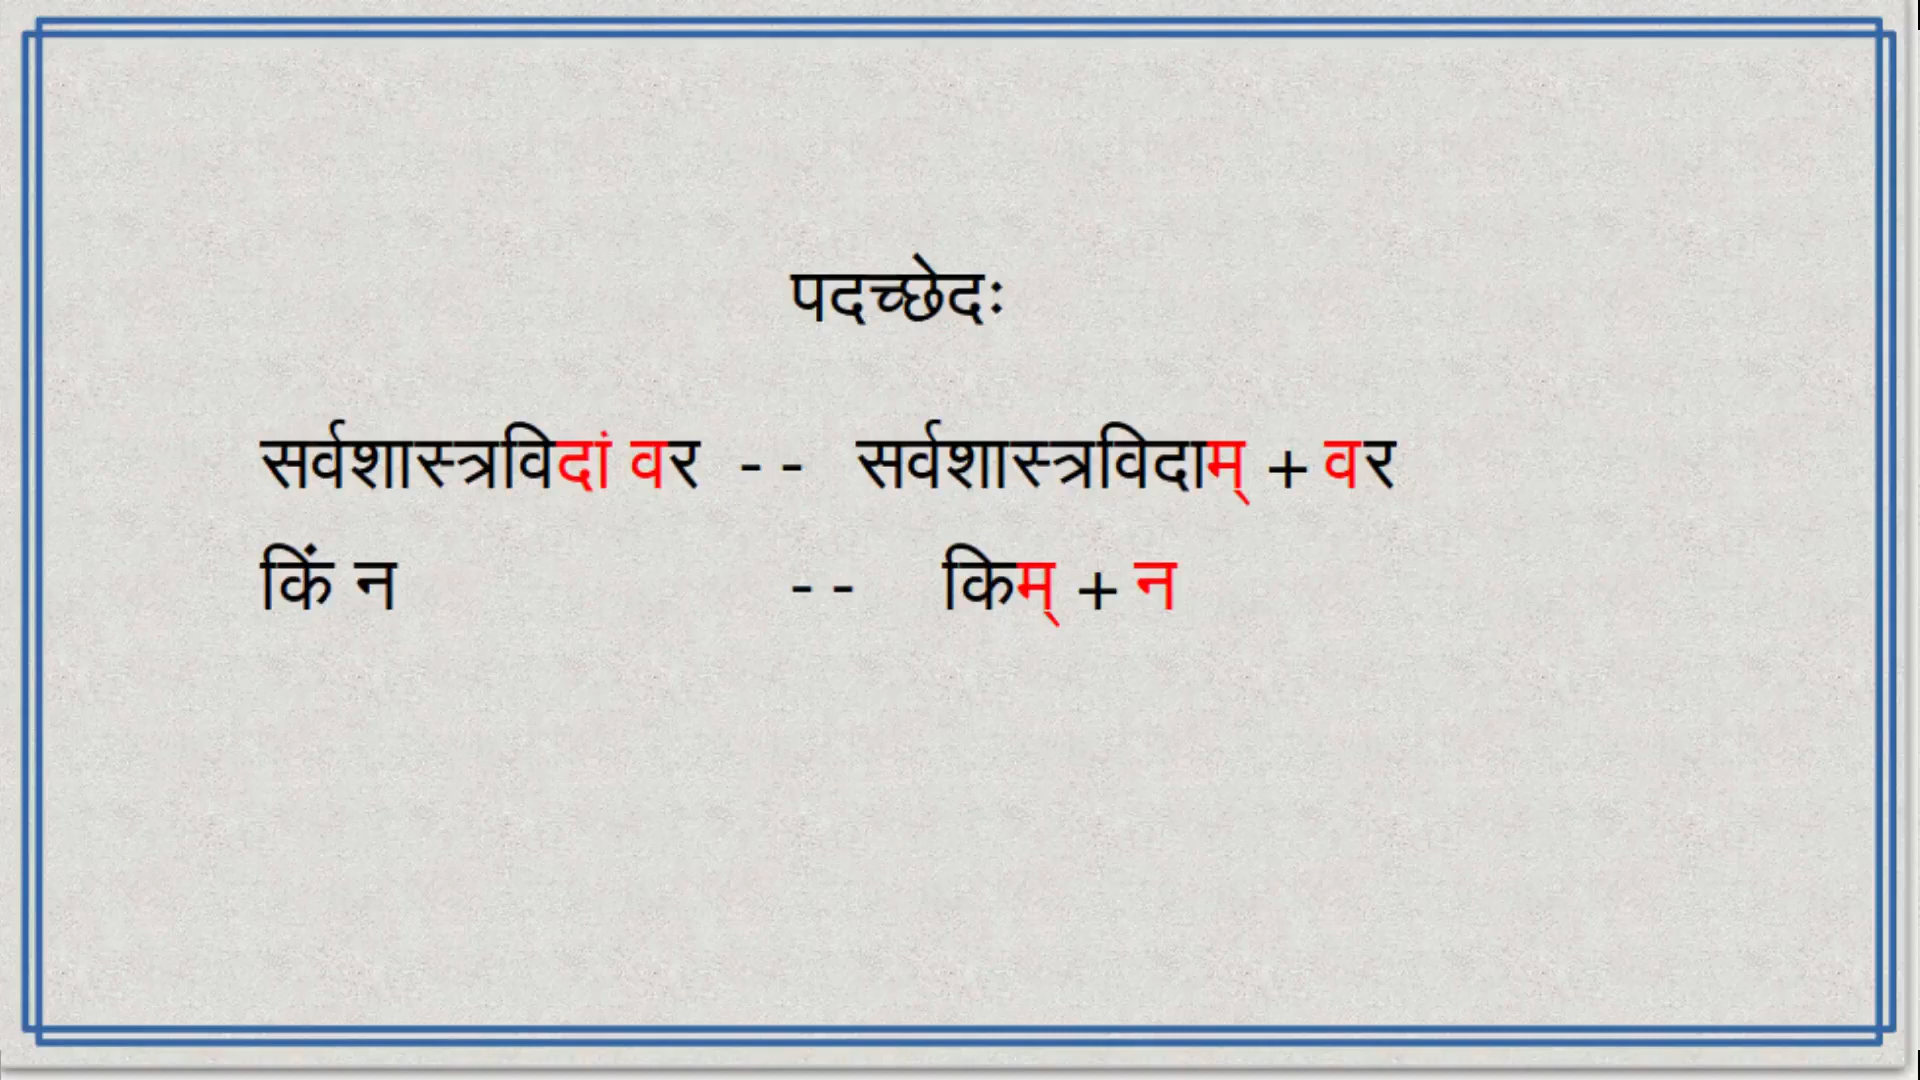 पदच्छेदः
सर्वशास्त्रविदां वर - - सर्वशास्त्रविदाम् + वर
किं न - - किम् + न